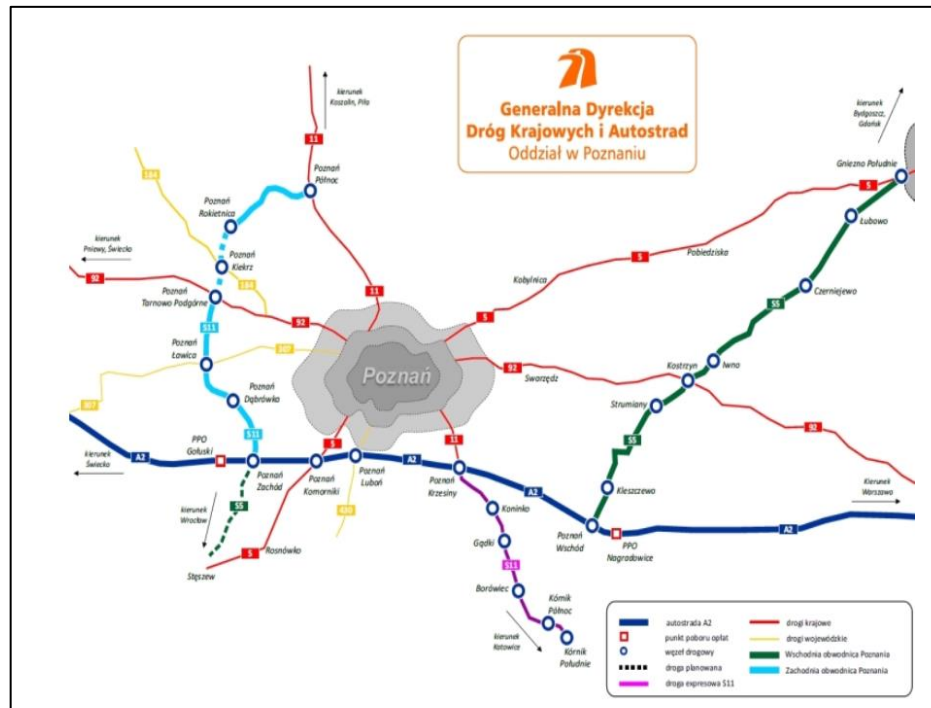 Generalna Dyrekcja
Dróg Krajowych i Autostrad
Oddział w Poznaniu
kierunek
Koszalin, Piła
kierunek
Bydgoszcz,
Gdańsk
11
Gniezno Południe
Poznań
Północ
5
184
Poznań
Rokietnica
Łubowo
kierunek
Pniewy, Świecko
Poznań
Kiekrz
5
Pobiedziska
92
184
Kobylnica
Czerniejewo
Poznań
Tarnowo Podgórne
11
S5
92
5
S11
Poznań
Ławica
307
Poznań
92
Swarzędz
Kostrzyn
Iwno
Poznań
Dąbrówka
Strumiany
307
92
S11
5
11
S5
PPO
Gołuski
kierunek
Świecko
A2
Poznań
Zachód
Poznań
Komorniki
Poznań
Luboń
A2
Poznań
Krzesiny
Kleszczewo
kierunek
Warszawa
S5
kierunek
Wrocław
430
Koninko
A2
Poznań
Wschód
PPO
Nagradowice
A2
Gądki
5
Rosnówko
Stęszew
S11
Borówiec
Kórnik
Północ
kierunek
Katowice
Kórnik
Południe
autostrada A2
punkt poboru opłat
węzeł drogowy
droga planowana
droga expresowa S11
drogi krajowe
drogi wojewódzkie
Wschodnia obwodnica Poznania
Zachodnia obwodnica Poznania